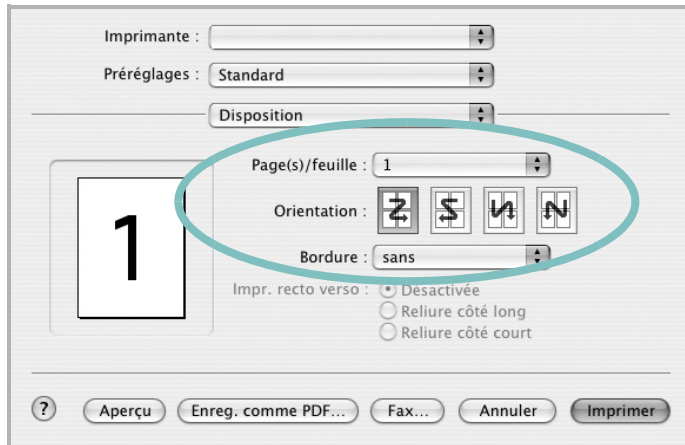 Imprimante :
Préréglages : Standard
Disposition
Page(s)/feuille : 1
Orientation :
Bordure : sans
Impr. recto verso : Désactivée
Reliure côté long
Reliure côté court
1
? Aperçu Enreg. comme PDF... Fax... Annuler Imprimer